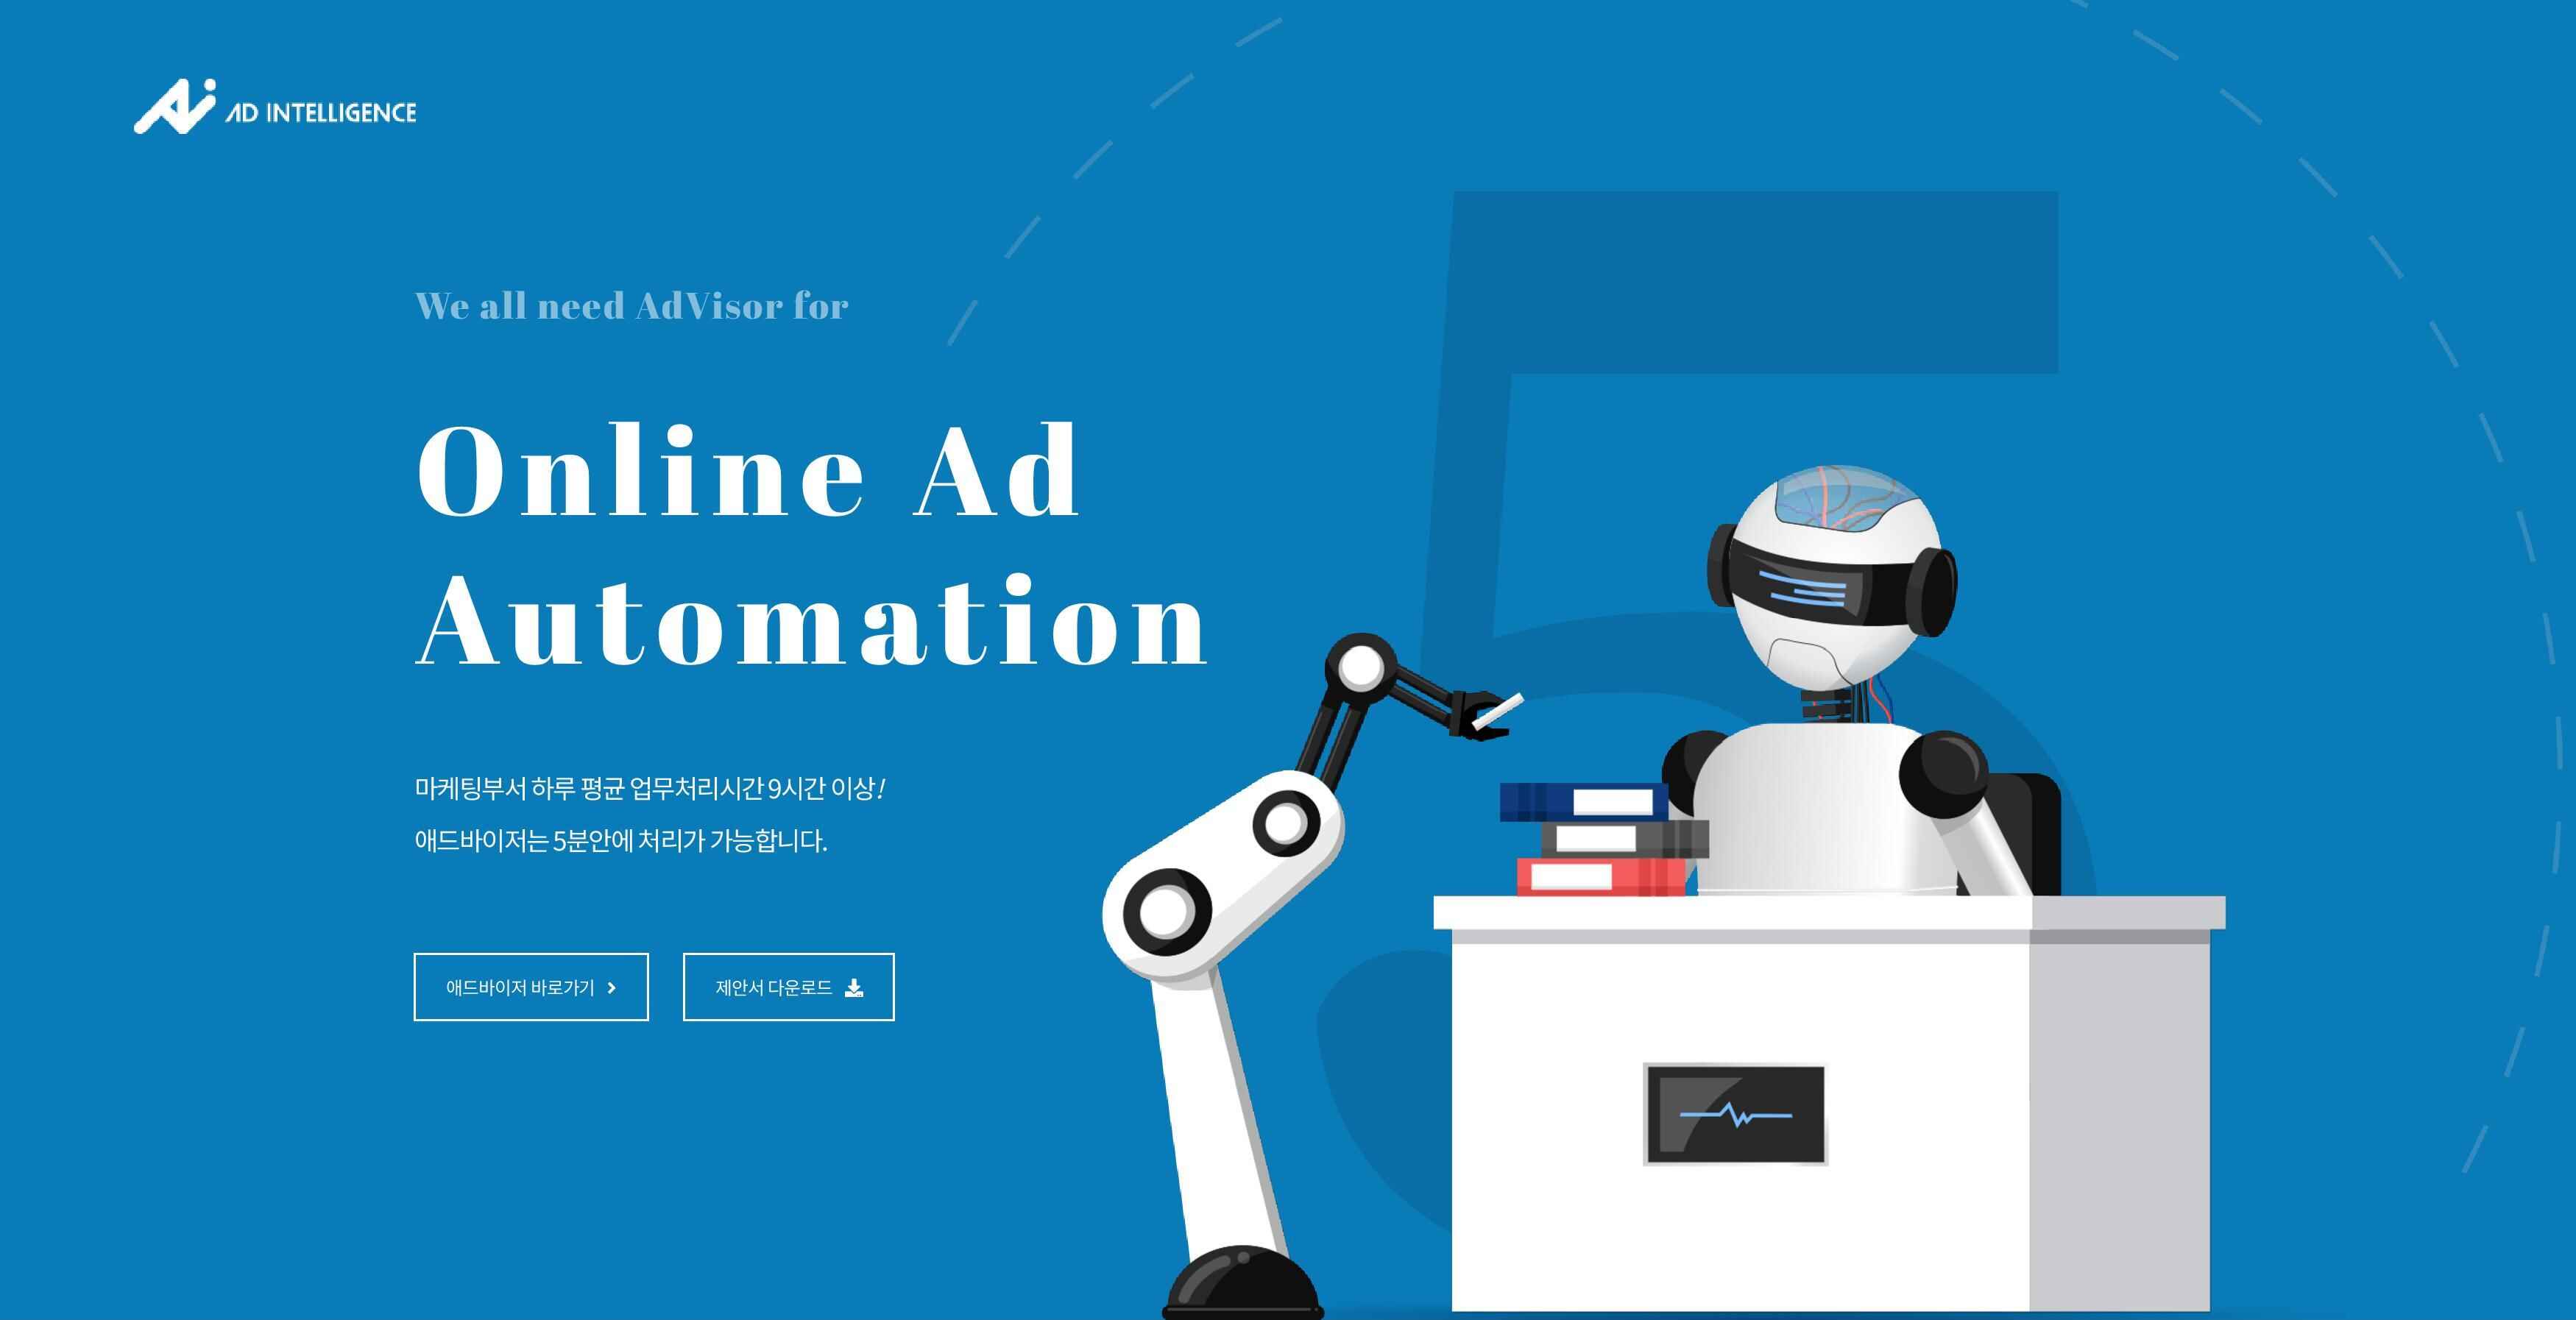 Ai AD INTELLIGENCE
We all need AdVisor for
Online Ad
Automation
마케팅부서 하루 평균 업무처리시간 9시간 이상!
애드바이저는 5분안에 처리가 가능합니다.
애드바이저 바로가기
제안서 다운로드
5